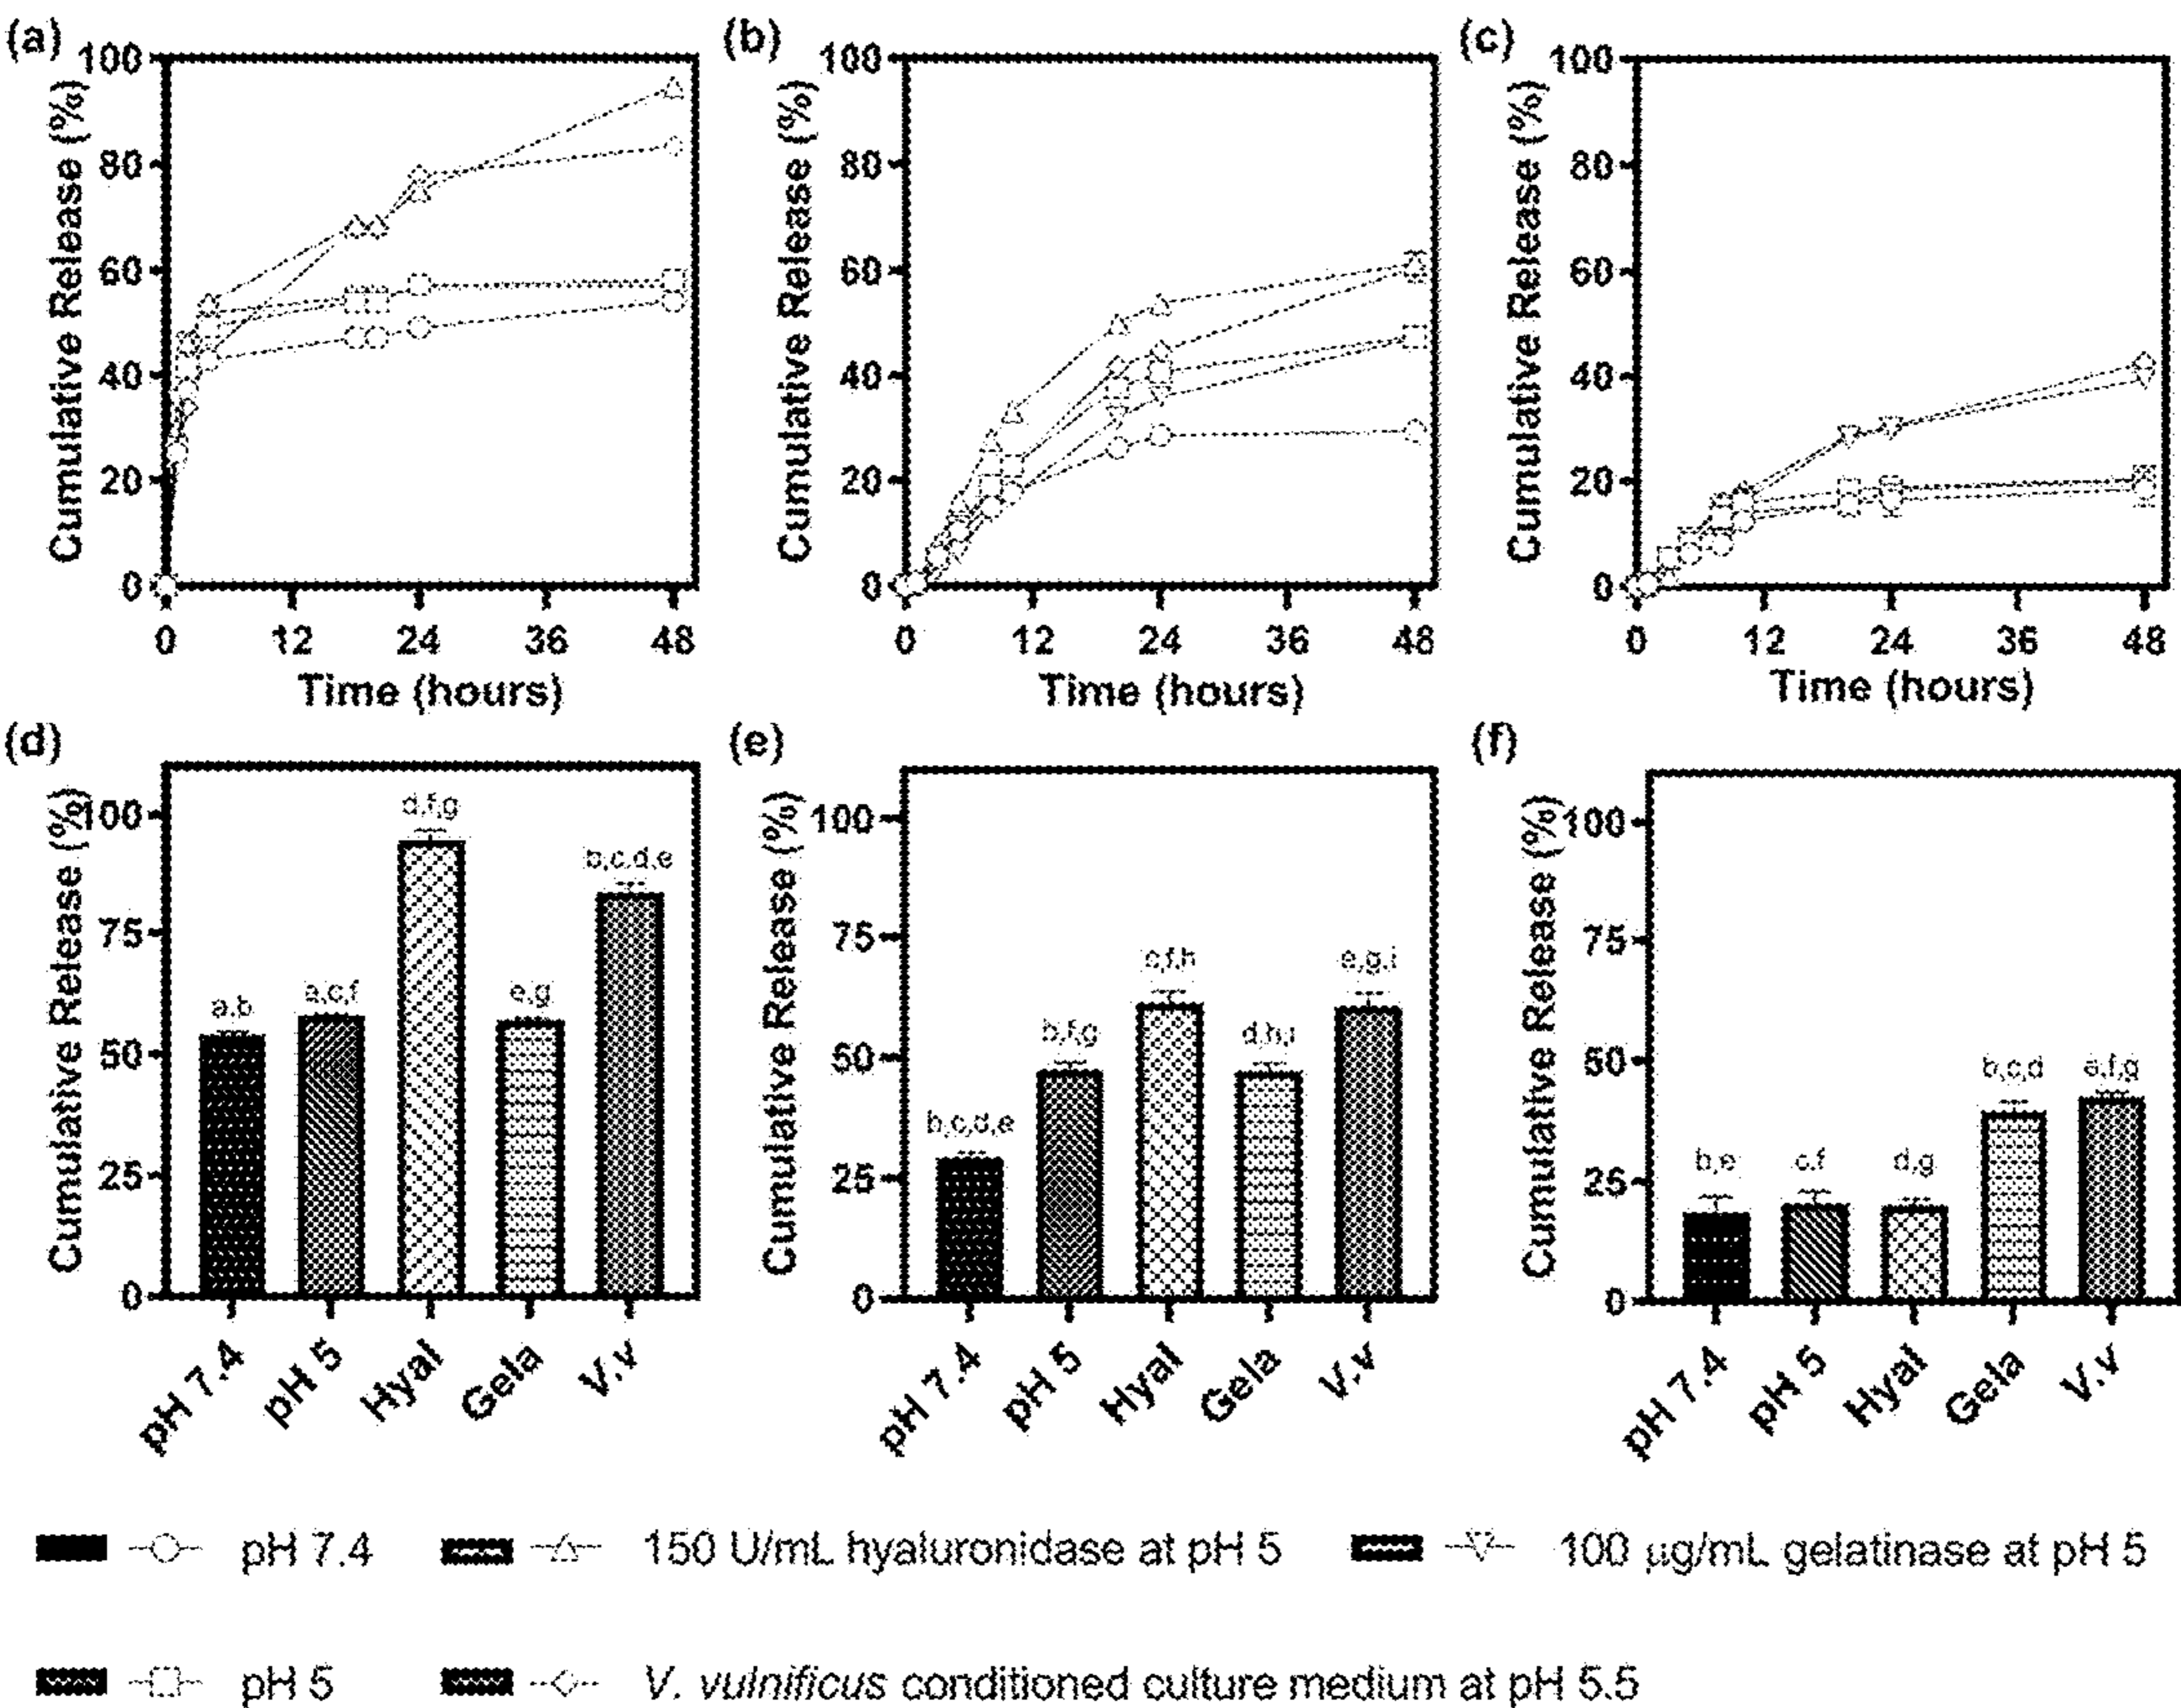 (a) (b) (c)
Cumulative Release (%)
100
80
60
40
20
0
0 12 24 36 48
Time (hours)
Cumulative Release (%)
100
80
60
40
20
0
0 12 24 36 48
Time (hours)
Cumulative Release (%)
100
80
60
40
20
0
0 12 24 36 48
Time (hours)
(d) (e) (f)
Cumulative Release (%)
100
75
50
25
0
a,b a,c,f d,f,g e,g b,c,d,e
pH 7.4 pH 5 Hyal Gela V.v
Cumulative Release (%)
100
75
50
25
0
b,c,d,e b,f,g c,f,h d,h,i e,g,i
pH 7.4 pH 5 Hyal Gela V.v
Cumulative Release (%)
100
75
50
25
0
b,e c,f d,g b,c,d e,f,g
pH 7.4 pH 5 Hyal Gela V.v
pH 7.4 150 U/mL hyaluronidase at pH 5 100 μg/mL gelatinase at pH 5
pH 5 V. vulnificus conditioned culture medium at pH 5.5